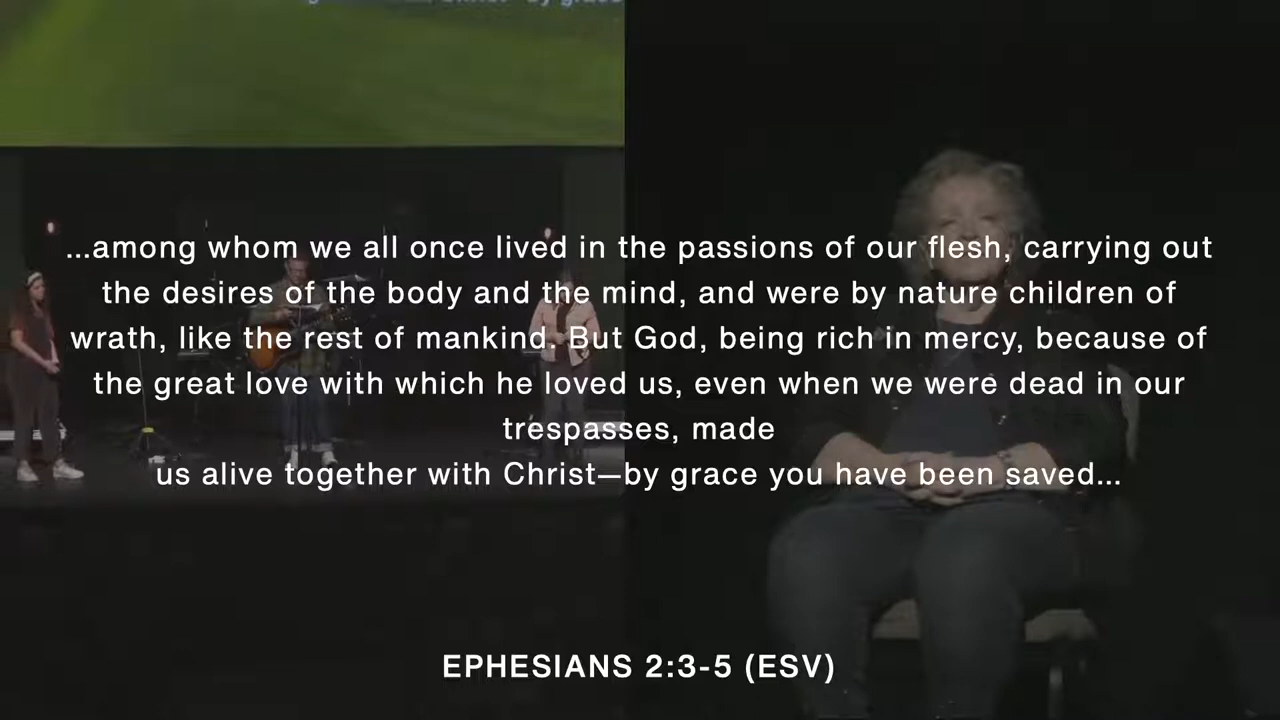 ...among whom we all once lived in the passions of our flesh, carrying out
the desires of the body and the mind, and were by nature children of
wrath, like the rest of mankind. But God, being rich in mercy, because of
the great love with which he loved us, even when we were dead in our
trespasses, made
us alive together with Christ—by grace you have been saved...
EPHESIANS 2:3-5 (ESV)